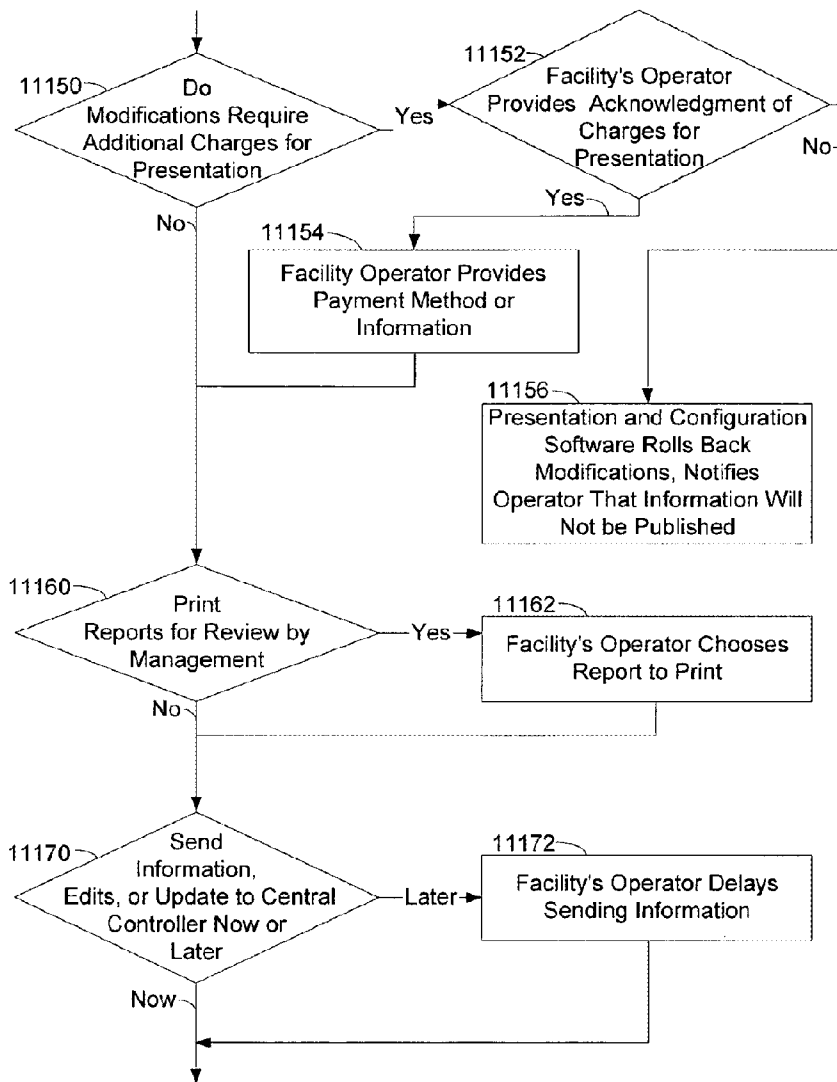 11150
Do
Modifications Require
Additional Charges for
Presentation
Yes
No
11152
Facility's Operator
Provides Acknowledgment of
Charges for
Presentation
No
Yes
11154
Facility Operator Provides
Payment Method or
Information
11156
Presentation and Configuration
Software Rolls Back
Modifications, Notifies
Operator That Information Will
Not be Published
11160
Print
Reports for Review by
Management
Yes
No
11162
Facility's Operator Chooses
Report to Print
11170
Send
Information,
Edits, or Update to Central
Controller Now or
Later
Later
Now
11172
Facility's Operator Delays
Sending Information